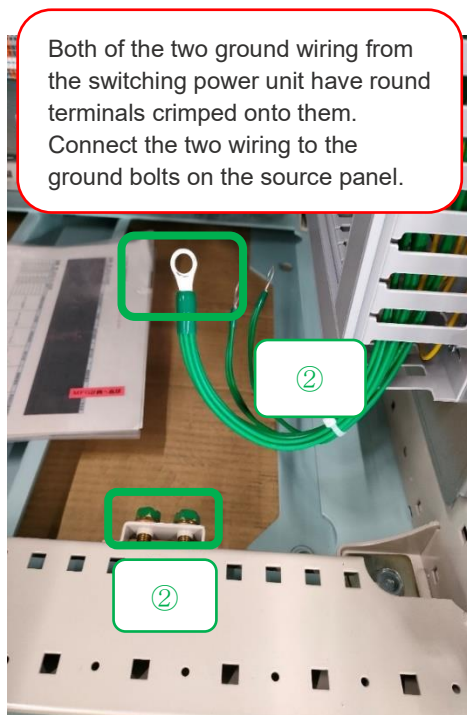 Both of the two ground wiring from
the switching power unit have round
terminals crimped onto them.
Connect the two wiring to the
ground bolts on the source panel.
②
②